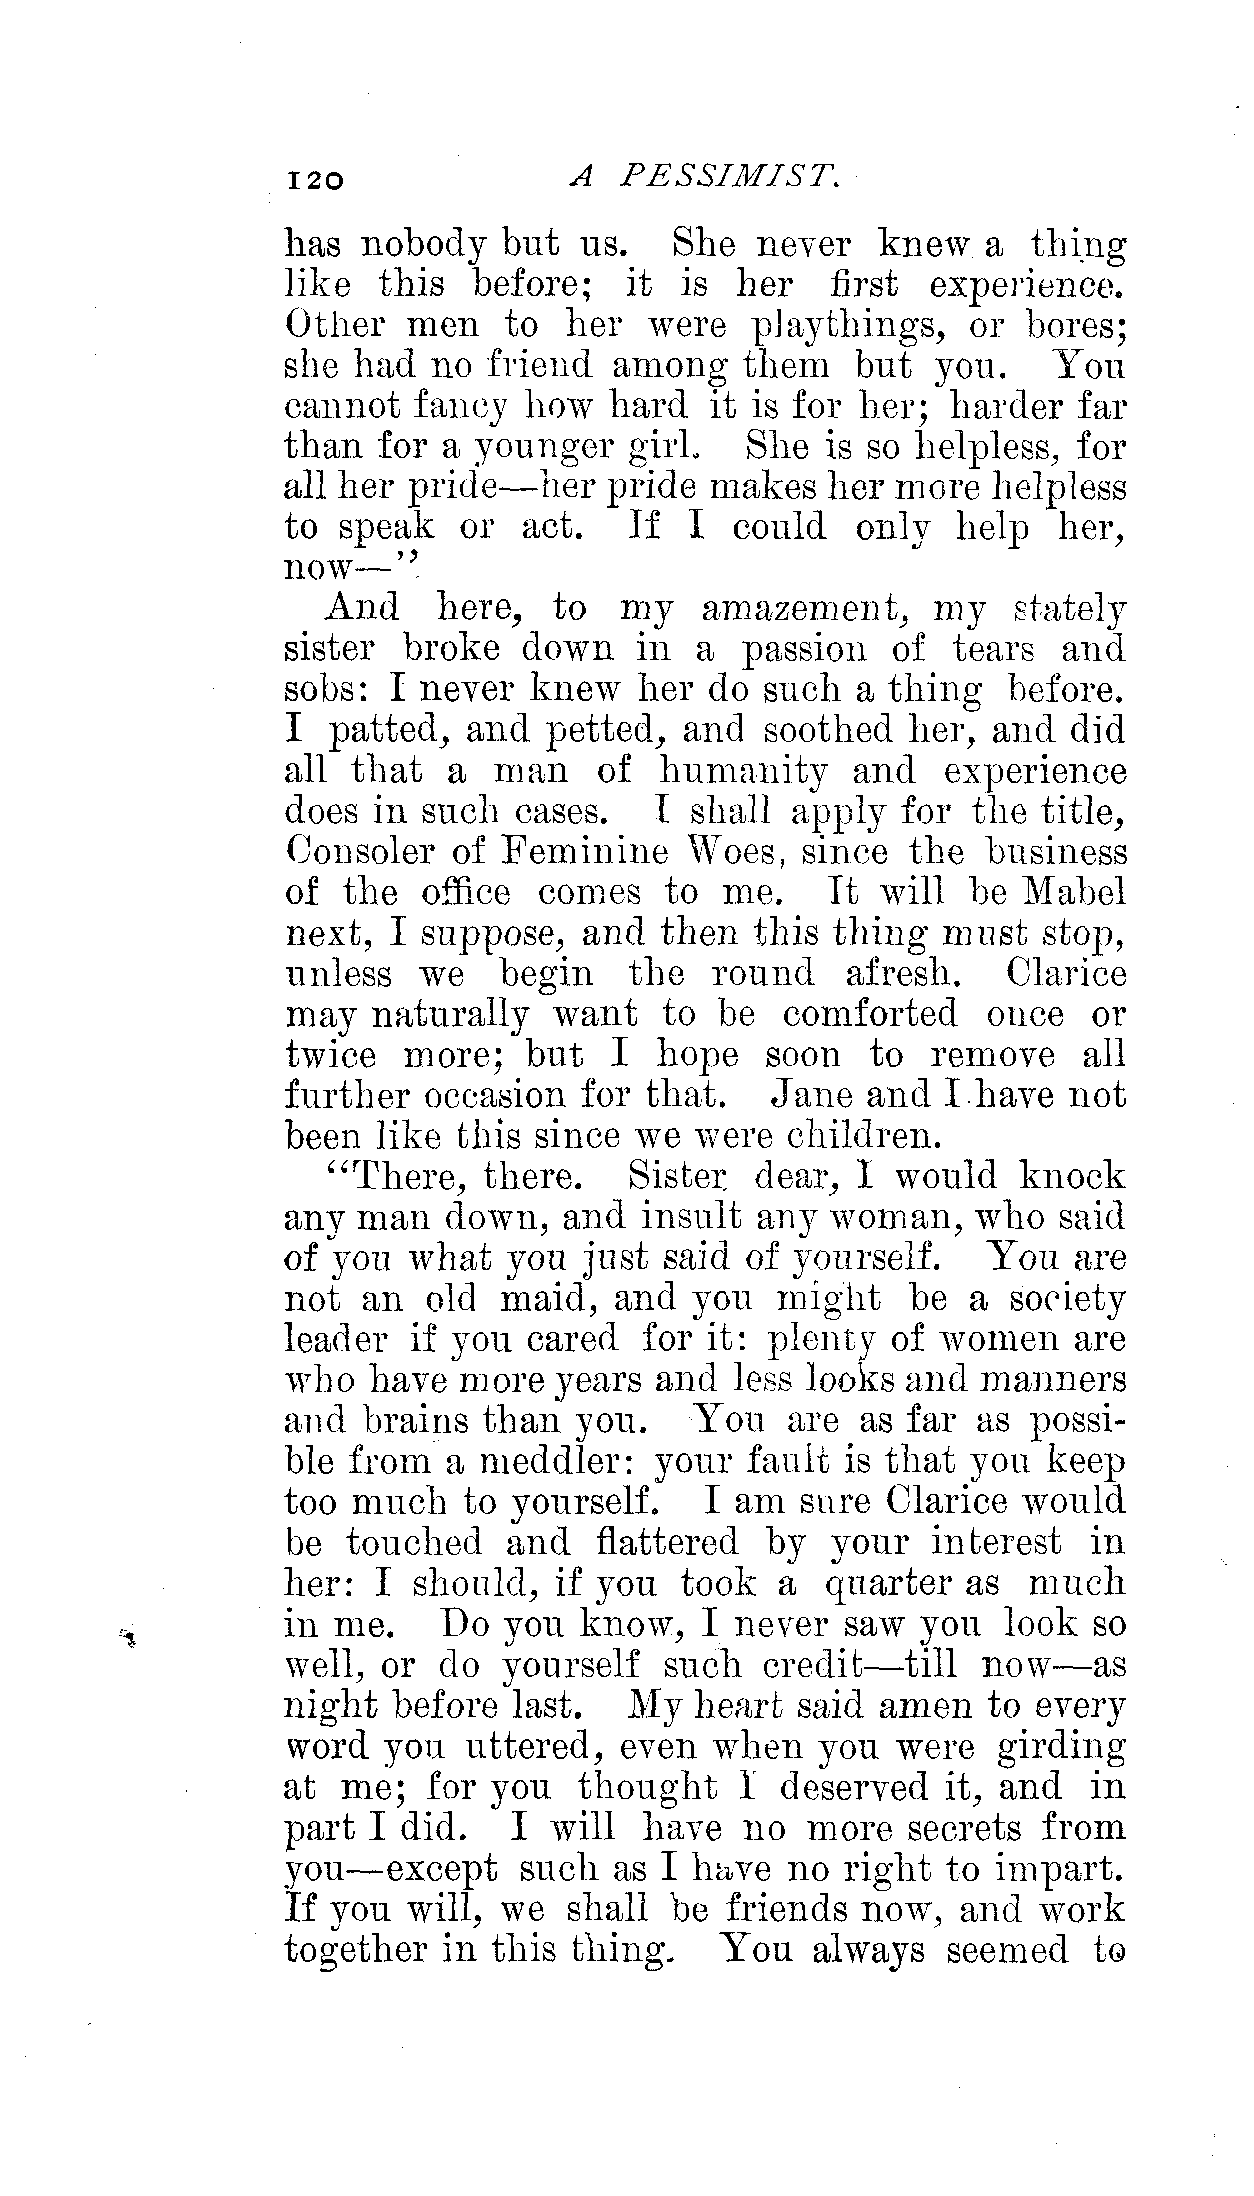 120 A PESSIMIST.
has nobody but us. She never knew a thing
like this before; it is her first experience.
Other men to her were playthings, or bores;
she had no friend among them but you. You
cannot fancy how hard it is for her; harder far
than for a younger girl. She is so helpless, for
all her pride—her pride makes her more helpless
to speak or act. If I could only help her,
now—"
And here, to my amazement, my stately
sister broke down in a passion of tears and
sobs: I never knew her do such a thing before.
I patted, and petted, and soothed her, and did
all that a man of humanity and experience
does in such cases. I shall apply for the title,
Consoler of Feminine Woes, since the business
of the office comes to me. It will be Mabel
next, I suppose, and then this thing must stop,
unless we begin the round afresh. Clarice
may naturally want to be comforted once or
twice more; but I hope soon to remove all
further occasion for that. Jane and I have not
been like this since we were children.
"There, there. Sister dear, I would knock
any man down, and insult any woman, who said
of you what you just said of yourself. You are
not an old maid, and you might be a society
leader if you cared for it: plenty of women are
who have more years and less looks and manners
and brains than you. You are as far as possi-
ble from a meddler: your fault is that you keep
too much to yourself. I am sure Clarice would
be touched and flattered by your interest in
her: I should, if you took a quarter as much
in me. Do you know, I never saw you look so
well, or do yourself such credit—till now—as
night before last. My heart said amen to every
word you uttered, even when you were girding
at me; for you thought I deserved it, and in
part I did. I will have no more secrets from
you—except such as I have no right to impart.
If you will, we shall be friends now, and work
together in this thing. You always seemed to